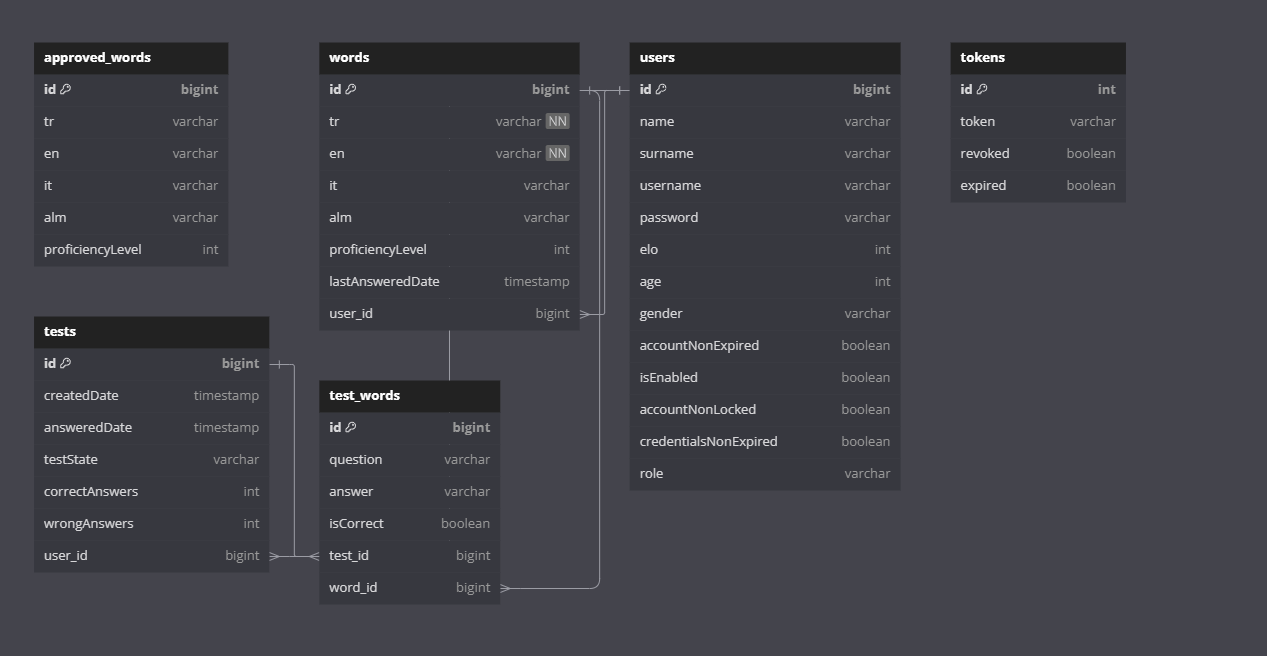 approved_words
id bigint
tr varchar
en varchar
it varchar
alm varchar
proficiencyLevel int
words
id bigint
tr varchar NN
en varchar NN
it varchar
alm varchar
proficiencyLevel int
lastAnsweredDate timestamp
user_id bigint
users
id bigint
name varchar
surname varchar
username varchar
password varchar
elo int
age int
gender varchar
accountNonExpired boolean
isEnabled boolean
accountNonLocked boolean
credentialsNonExpired boolean
role varchar
tokens
id int
token varchar
revoked boolean
expired boolean
tests
id bigint
createdDate timestamp
answeredDate timestamp
testState varchar
correctAnswers int
wrongAnswers int
user_id bigint
test_words
id bigint
question varchar
answer varchar
isCorrect boolean
test_id bigint
word_id bigint